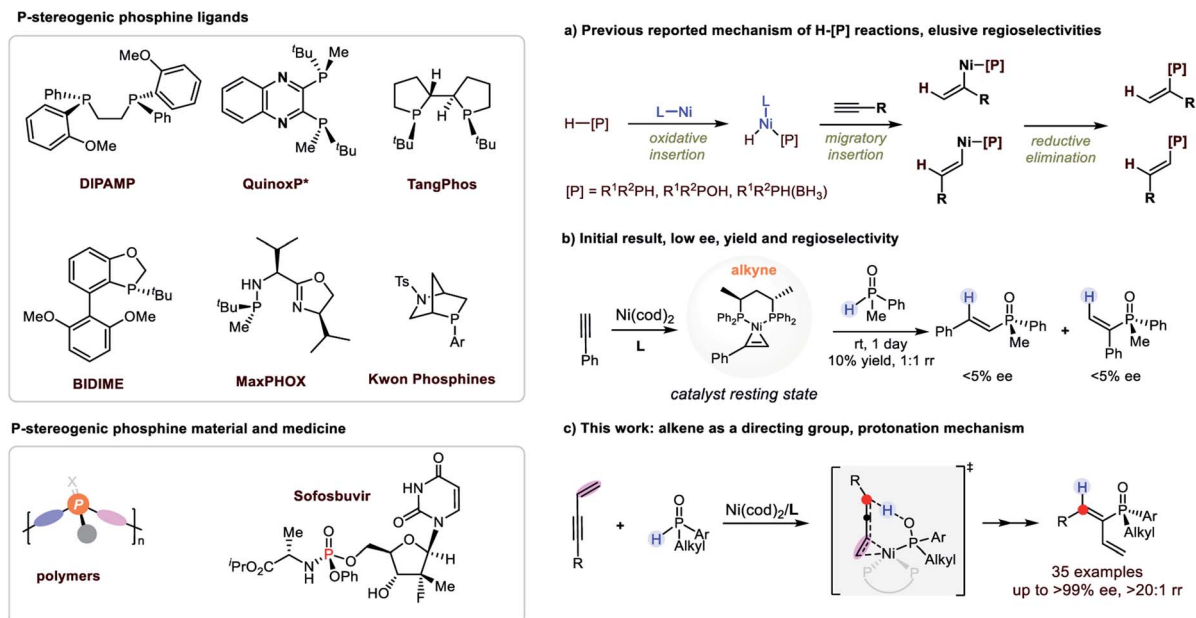 P-stereogenic phosphine ligands
MeO
Ph
P
P
Ph
OMe
DIPAMP
ᵗBu
Me
P
N
N
P
Me
ᵗBu
QuinoxP*
H
H
P
P
ᵗBu
ᵗBu
TangPhos
O
P
ᵗBu
MeO
OMe
BIDIME
HN
O
N
ᵗBu
P
Me
MaxPHOX
Ts
N
P
Ar
Kwon Phosphines
P-stereogenic phosphine material and medicine
X
P
n
polymers
Sofosbuvir
O
HN
O
N
Me
O
ⁱPrO₂C
N
H
P
OPh
O
O
H
HO
F
Me
a) Previous reported mechanism of H-[P] reactions, elusive regioselectivities
H—[P]
L—Ni
oxidative
insertion
L
Ni
H
[P]
R
migratory
insertion
Ni—[P]
H
R
Ni—[P]
H
R
reductive
elimination
[P]
H
R
[P]
H
R
[P] = R¹R²PH, R¹R²POH, R¹R²PH(BH₃)
b) Initial result, low ee, yield and regioselectivity
Ph
Ni(cod)₂
L
alkyne
Ph₂P
PPh₂
Ni
Ph
catalyst resting state
O
H
P
Ph
Me
rt, 1 day
10% yield, 1:1 rr
H
O
P
Ph
Ph
Me
<5% ee
+
H
O
P
Ph
Me
Ph
<5% ee
c) This work: alkene as a directing group, protonation mechanism
R
+
O
H
P
Ar
Alkyl
Ni(cod)₂/L
R
H
O
P
Ar
Ni
Alkyl
P
P
‡
H
O
P
Ar
R
Alkyl
35 examples
up to >99% ee, >20:1 rr